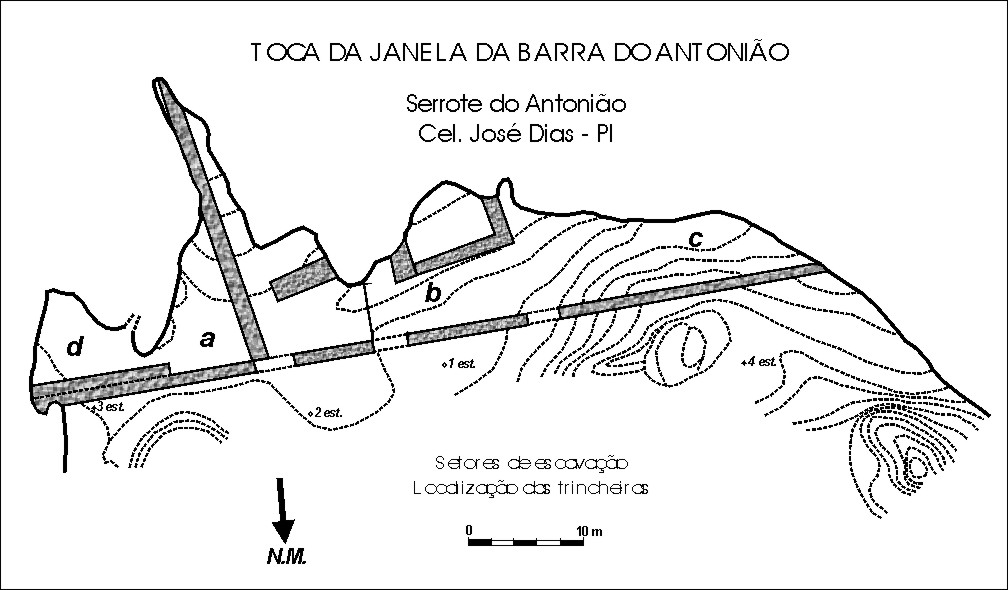 TOCA DA JANELA DA BARRA DO ANTONIÃO
Serrote do Antonião
Cel. José Dias - PI
c
b
a
d
1 est.
4 est.
3 est.
2 est.
Setores de escavação
Localização das trincheiras
0 10 m
N.M.